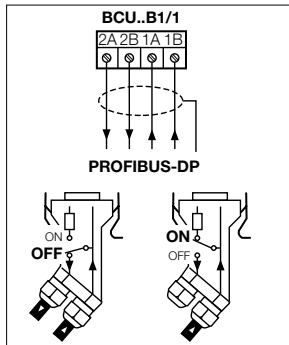 BCU..B1/1
2A 2B 1A 1B
PROFIBUS-DP
ON
OFF
ON
OFF